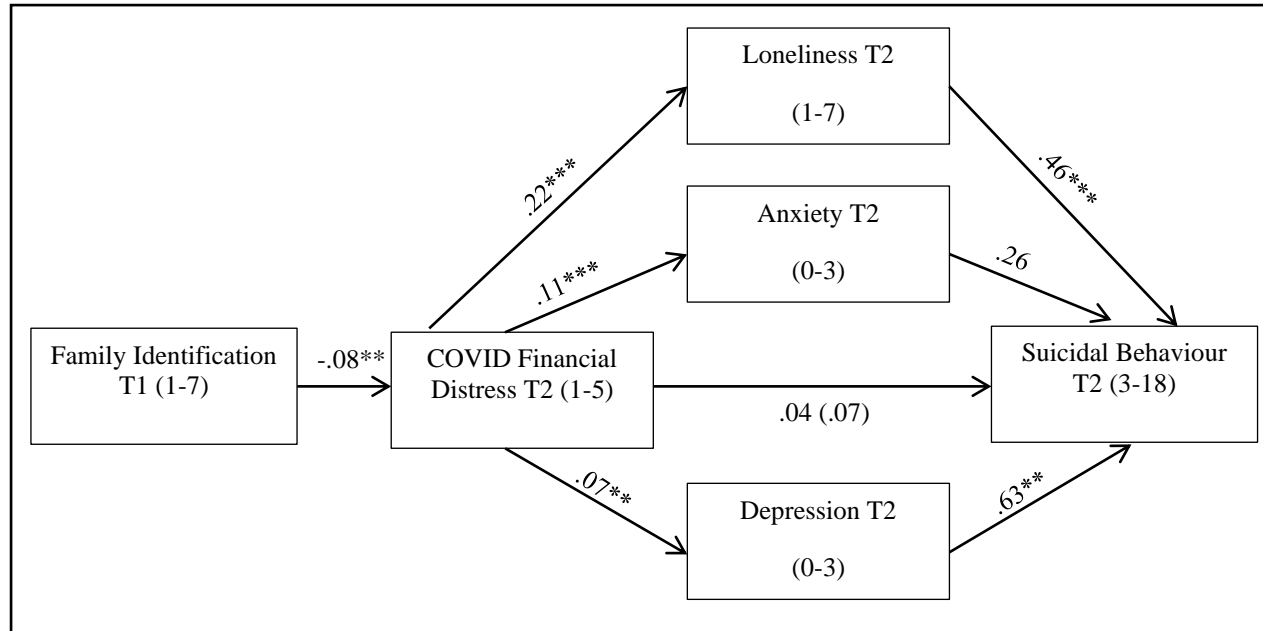 Loneliness T2
(1-7)
.22***
.46***
Anxiety T2
(0-3)
.11***
.26
Family Identification
T1 (1-7)
-.08**
COVID Financial
Distress T2 (1-5)
.04 (.07)
Suicidal Behaviour
T2 (3-18)
.07**
.63**
Depression T2
(0-3)